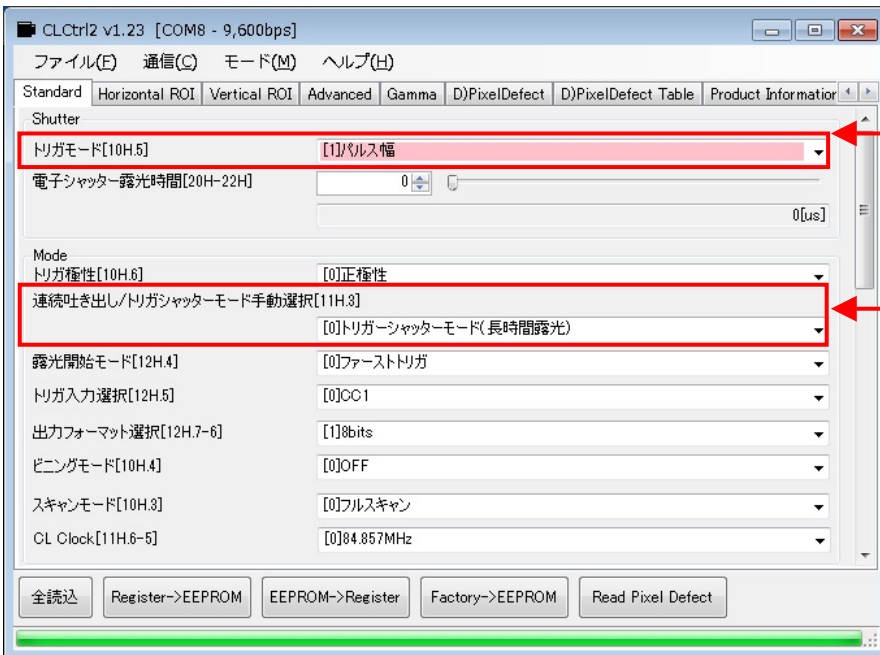 CLCtrl2 v1.23 [COM8 - 9,600bps]
ファイル(F) 通信(C) モード(M) ヘルプ(H)
Standard Horizontal ROI Vertical ROI Advanced Gamma D)PixelDefect D)PixelDefect Table Product Information
Shutter
トリガモード[10H.5] [1]パルス幅
電子シャッター露光時間[20H-22H] 0
0[us]
Mode
トリガ極性[10H.6] [0]正極性
連続吐き出し/トリガシャッターモード手動選択[11H.3]
[0]トリガーシャッターモード(長時間露光)
露光開始モード[12H.4] [0]ファーストトリガ
トリガ入力選択[12H.5] [0]CC1
出力フォーマット選択[12H.7-6] [1]8bits
ビニングモード[10H.4] [0]OFF
スキャンモード[10H.3] [0]フルスキャン
CL Clock[11H.6-5] [0]84.857MHz
全読込 Register->EEPROM EEPROM->Register Factory->EEPROM Read Pixel Defect